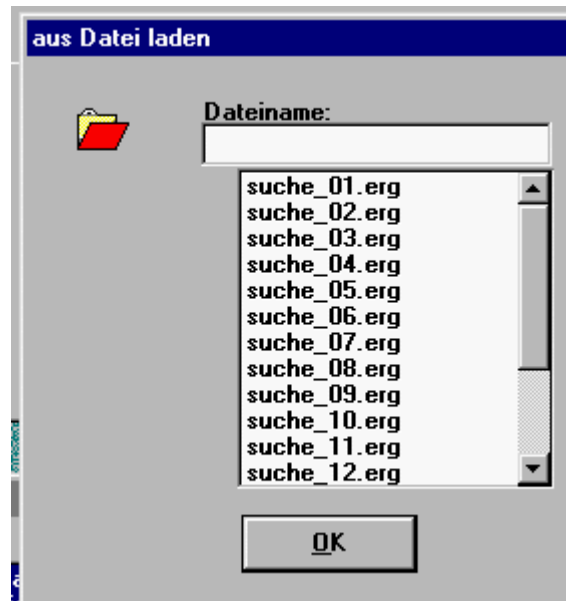 aus Datei laden
Dateiname:
suche_01.erg
suche_02.erg
suche_03.erg
suche_04.erg
suche_05.erg
suche_06.erg
suche_07.erg
suche_08.erg
suche_09.erg
suche_10.erg
suche_11.erg
suche_12.erg
OK